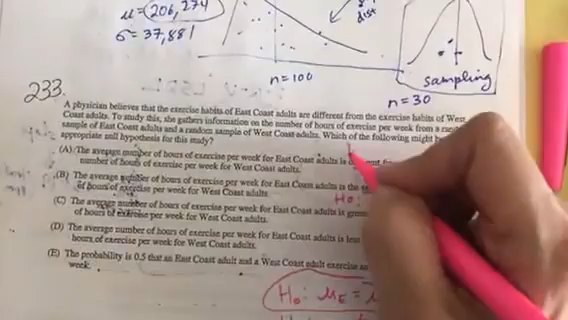 μ = 206,274
σ = 37,881
dist
n=100
sampling
n=30
233.
A physician believes that the exercise habits of East Coast adults are different from the exercise habits of West
Coast adults. To study this, she gathers information on the number of hours of exercise per week from a
sample of East Coast adults and a random sample of West Coast adults. Which of the following might
appropriate null hypothesis for this study?
(A) The average number of hours of exercise per week for East Coast adults is
number of hours of exercise per week for West Coast adults.
(B) The average number of hours of exercise per week for East Coast adults is the
of hours of exercise per week for West Coast adults.
Ho:
(C) The average number of hours of exercise per week for East Coast adults is
of hours of exercise per week for West Coast adults.
(D) The average number of hours of exercise per week for East Coast adults is less
hours of exercise per week for West Coast adults.
(E) The probability is 0.5 that an East Coast adult and a West Coast adult exercise
week.
Ho: μE =